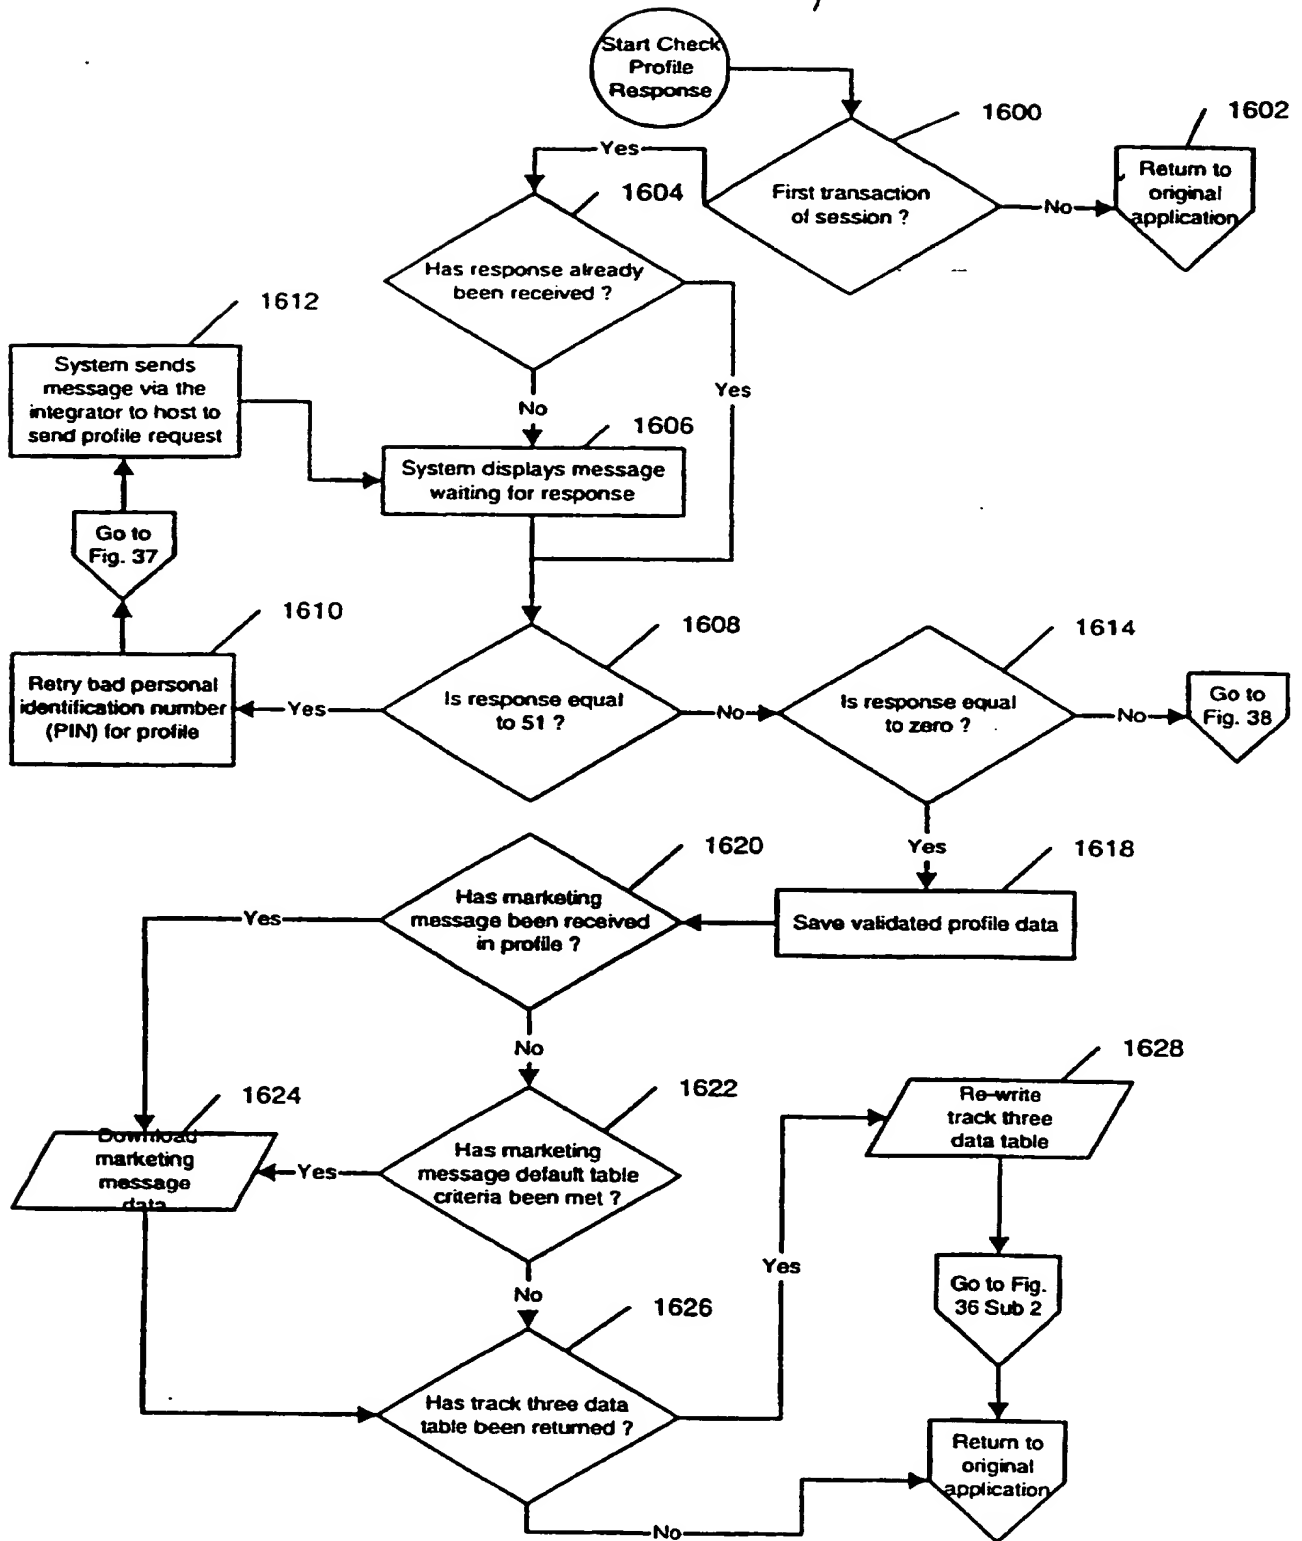 Start Check
Profile
Response
1600
1602
Yes
First transaction
of session ?
No
Return to
original
application
1604
Has response already
been received ?
1612
System sends
message via the
integrator to host to
send profile request
Yes
No
1606
System displays message
waiting for response
Go to
Fig. 37
1610
Retry bad personal
identification number
(PIN) for profile
Yes
1608
Is response equal
to 51 ?
No
1614
Is response equal
to zero ?
No
Go to
Fig. 38
Yes
1618
Save validated profile data
1620
Has marketing
message been received
in profile ?
Yes
No
1624
Download
marketing
message
data
Yes
1622
Has marketing
message default table
criteria been met ?
No
1628
Re-write
track three
data table
Yes
Go to Fig.
36 Sub 2
1626
Has track three data
table been returned ?
Return to
original
application
No